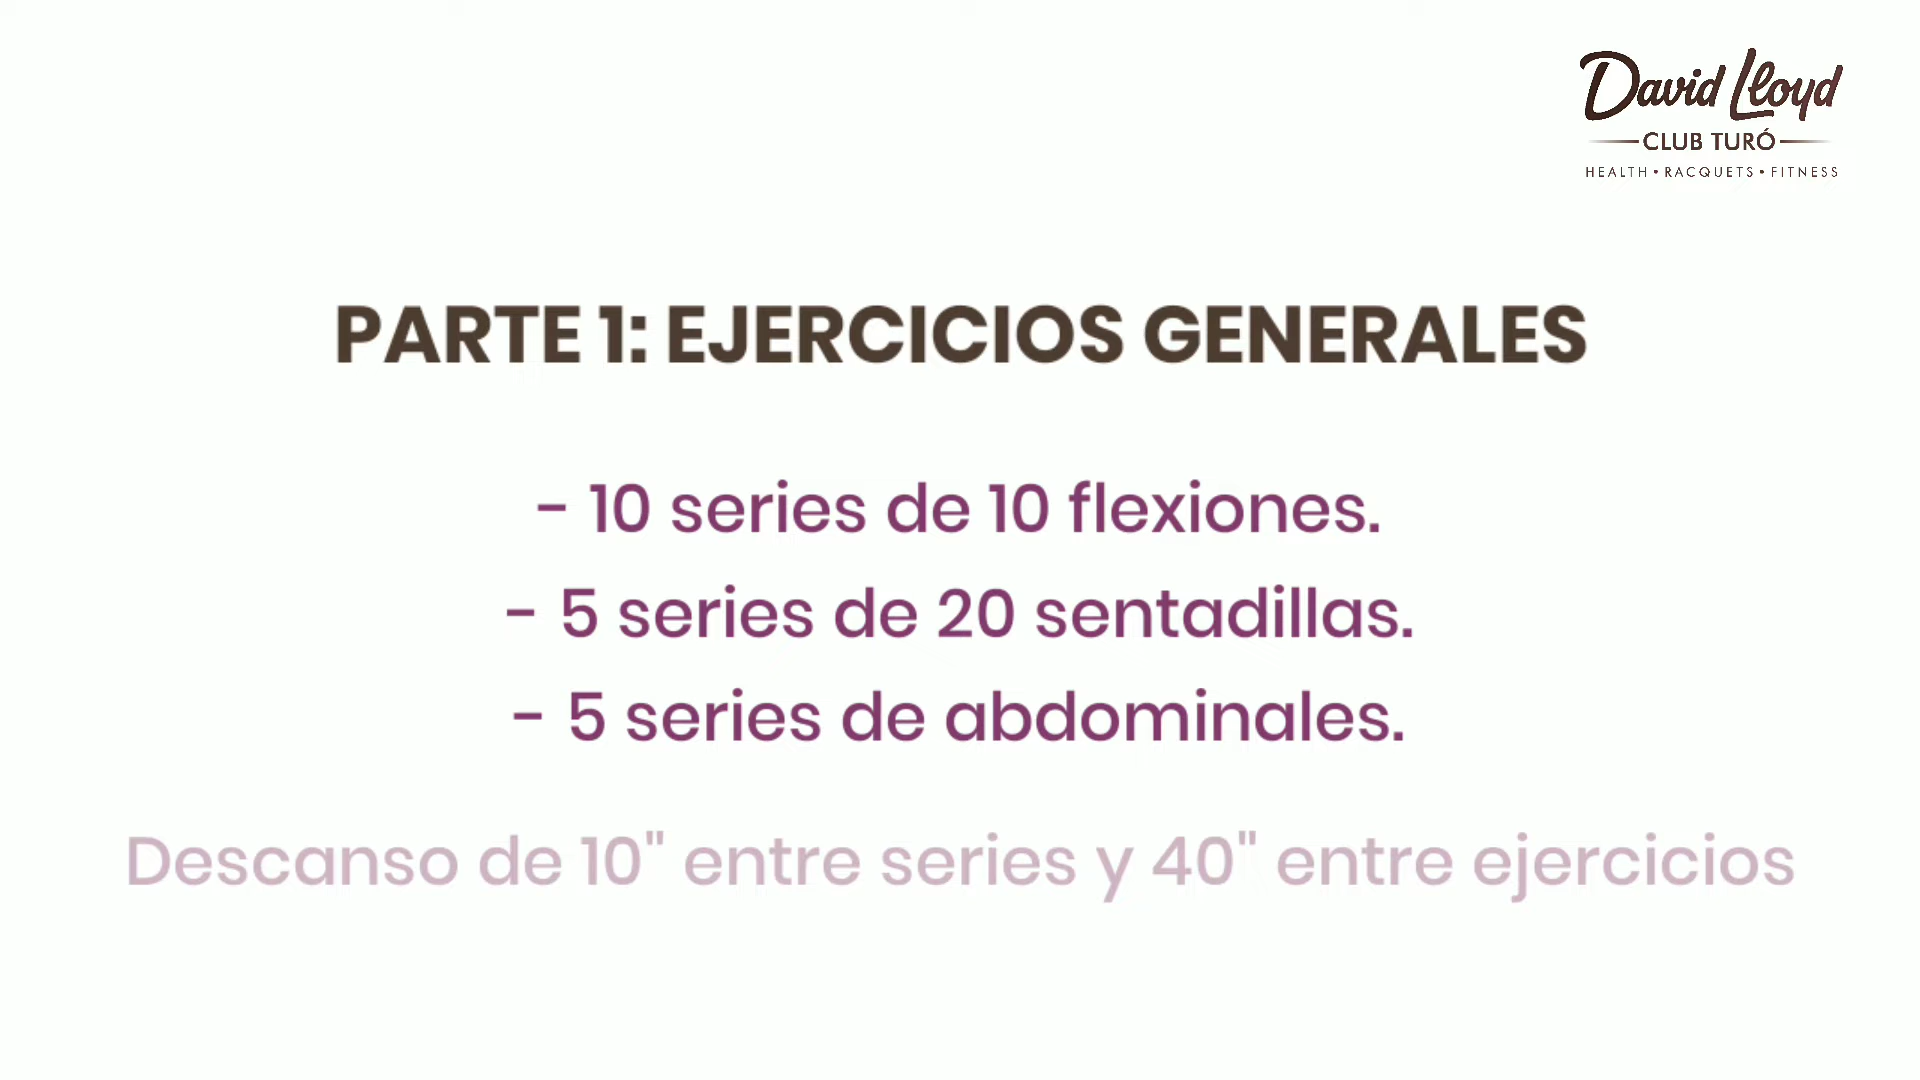 David Lloyd
CLUB TURÓ
HEALTH • RACQUETS • FITNESS
PARTE 1: EJERCICIOS GENERALES
- 10 series de 10 flexiones.
- 5 series de 20 sentadillas.
- 5 series de abdominales.
Descanso de 10" entre series y 40" entre ejercicios